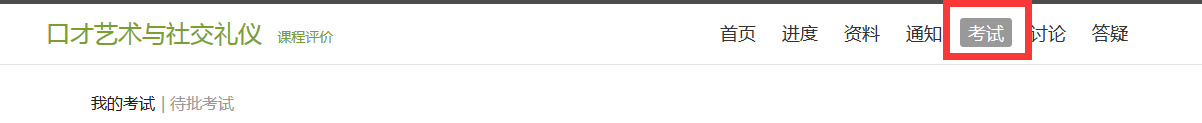 口才艺术与社交礼仪 课程评价 首页 进度 资料 通知 考试 讨论 答疑
我的考试 | 待批考试